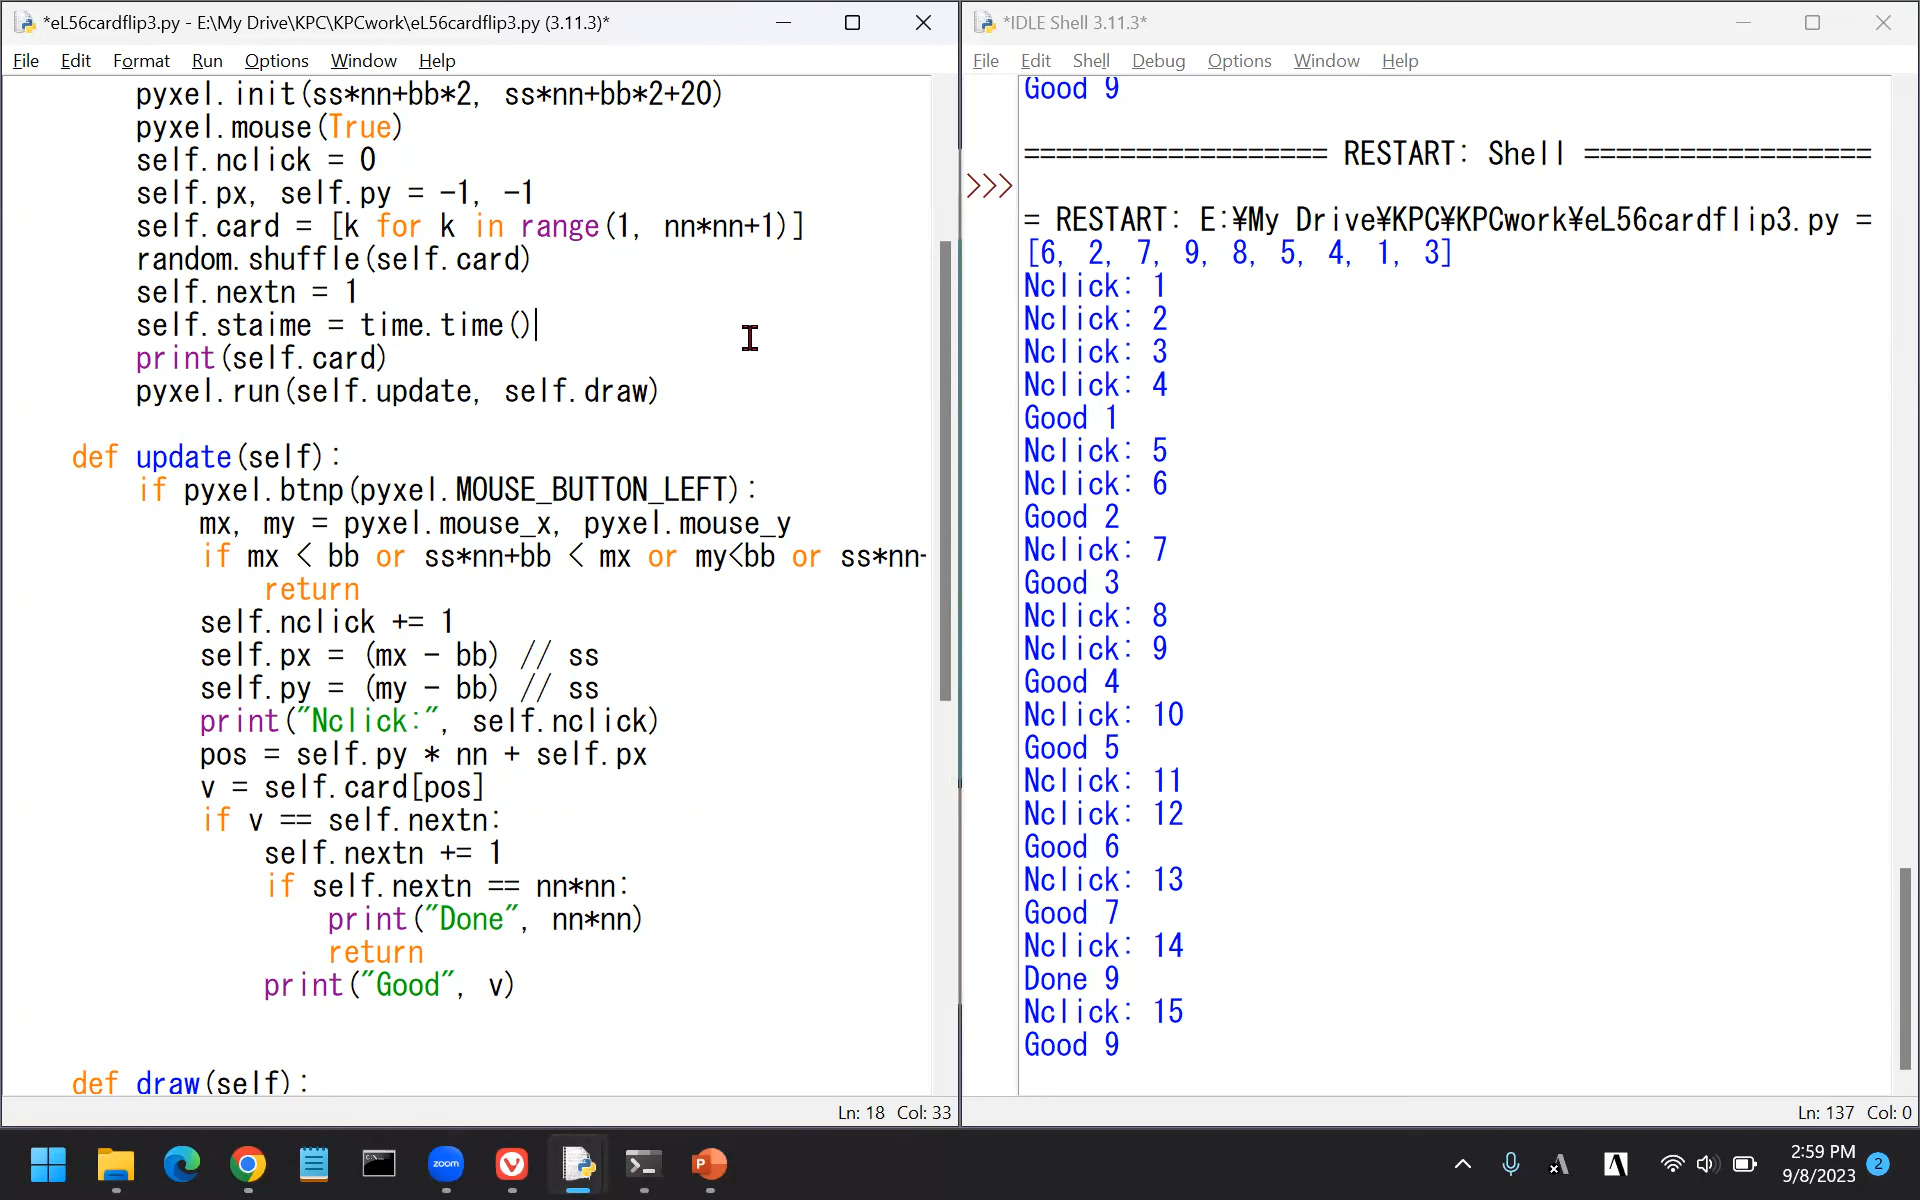 *eL56cardflip3.py - E:\My Drive\KPC\KPCwork\eL56cardflip3.py (3.11.3)*
File Edit Format Run Options Window Help
pyxel.init(ss*nn+bb*2, ss*nn+bb*2+20)
pyxel.mouse(True)
self.nclick = 0
self.px, self.py = -1, -1
self.card = [k for k in range(1, nn*nn+1)]
random.shuffle(self.card)
self.nextn = 1
self.staime = time.time()
print(self.card)
pyxel.run(self.update, self.draw)
def update(self):
if pyxel.btnp(pyxel.MOUSE_BUTTON_LEFT):
mx, my = pyxel.mouse_x, pyxel.mouse_y
if mx < bb or ss*nn+bb < mx or my<bb or ss*nn-
return
self.nclick += 1
self.px = (mx - bb) // ss
self.py = (my - bb) // ss
print("Nclick:", self.nclick)
pos = self.py * nn + self.px
v = self.card[pos]
if v == self.nextn:
self.nextn += 1
if self.nextn == nn*nn:
print("Done", nn*nn)
return
print("Good", v)
def draw(self):
Ln: 18 Col: 33
*IDLE Shell 3.11.3*
File Edit Shell Debug Options Window Help
Good 9
=================== RESTART: Shell ==================
>>>
= RESTART: E:¥My Drive¥KPC¥KPCwork¥eL56cardflip3.py =
[6, 2, 7, 9, 8, 5, 4, 1, 3]
Nclick: 1
Nclick: 2
Nclick: 3
Nclick: 4
Good 1
Nclick: 5
Nclick: 6
Good 2
Nclick: 7
Good 3
Nclick: 8
Nclick: 9
Good 4
Nclick: 10
Good 5
Nclick: 11
Nclick: 12
Good 6
Nclick: 13
Good 7
Nclick: 14
Done 9
Nclick: 15
Good 9
Ln: 137 Col: 0
zoom
2:59 PM
9/8/2023
2